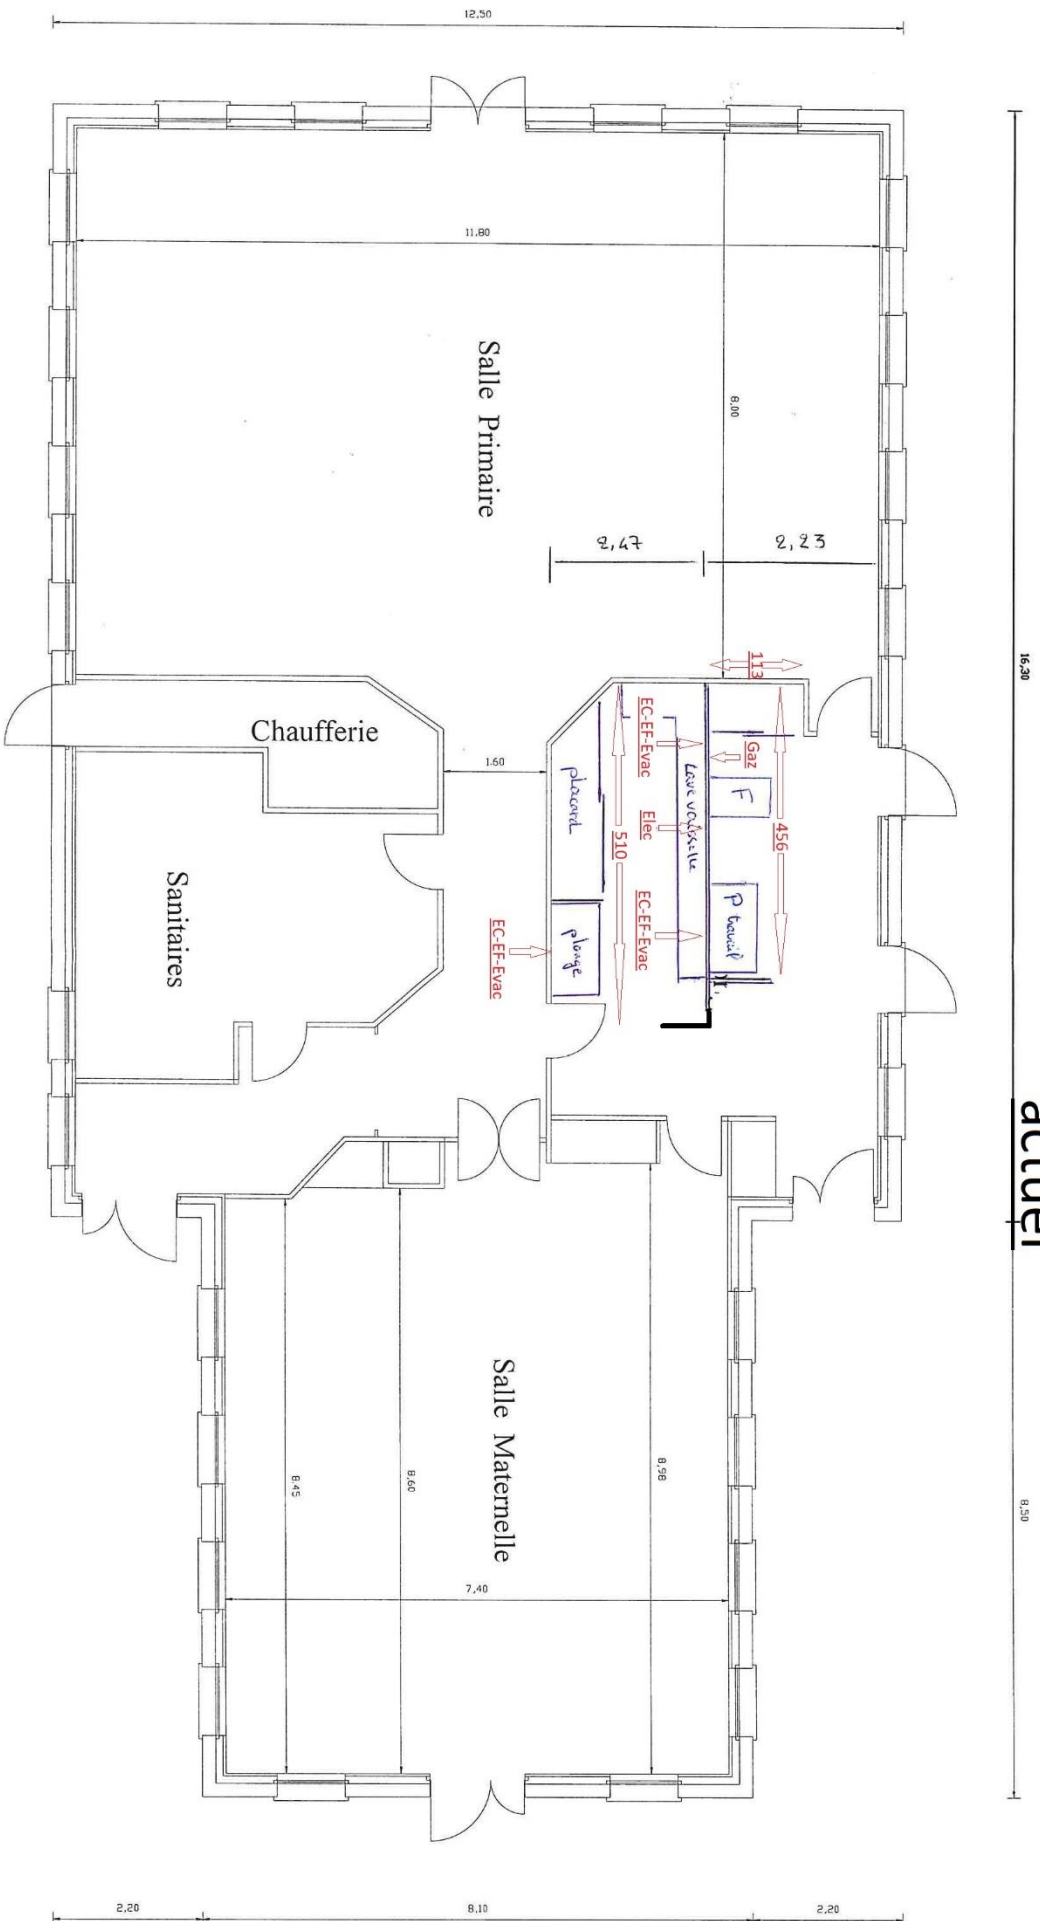 12,50
16,30
8,50
actuel
11,80
8,00
Salle Primaire
2,47
2,23
113
Chaufferie
1.60
EC-EF-Evac
Gaz
Lave vaisselle
F
456
placard
Elec
510
P travail
EC-EF-Evac
plonge
EC-EF-Evac
Sanitaires
Salle Maternelle
8,45
8,60
8,98
7,40
2,20
8,10
2,20